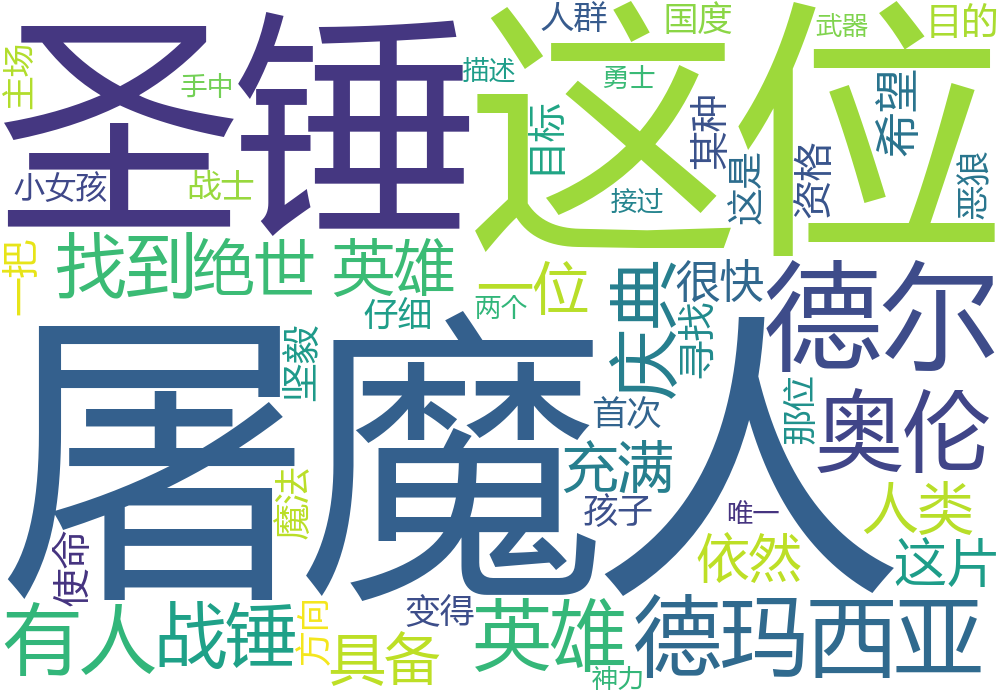 圣锤
这位
人群
国度
武器
目的
主场
手中
描述
勇士
目标
某种
希望
小女孩
战士
接过
这是
资格
恶狼
一把
找到
绝世
英雄
一位
庆典
很快
德尔
仔细
两个
寻找
屠魔人
坚毅
首次
那位
奥伦
充满
魔法
孩子
唯一
人类
使命
依然
这片
有人
战锤
方向
变得
具备
英雄
神力
德玛西亚